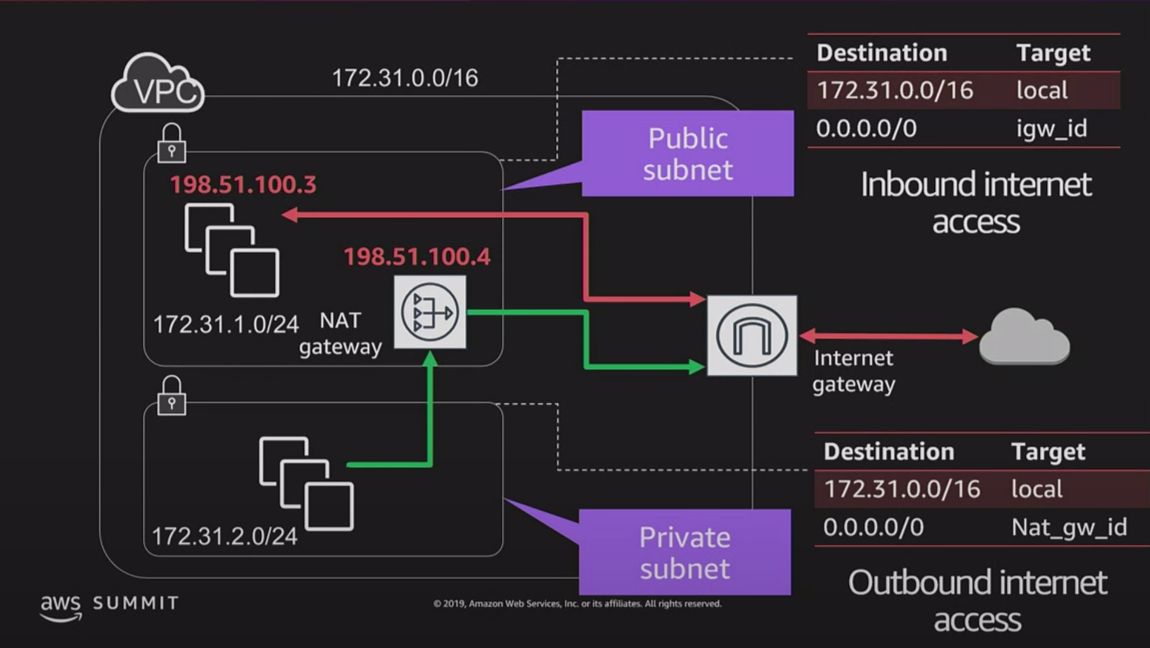 VPC
172.31.0.0/16
Destination Target
172.31.0.0/16 local
0.0.0.0/0 igw_id
Inbound internet
access
Public
subnet
198.51.100.3
198.51.100.4
172.31.1.0/24
NAT
gateway
Internet
gateway
172.31.2.0/24
Private
subnet
Destination Target
172.31.0.0/16 local
0.0.0.0/0 Nat_gw_id
Outbound internet
access
aws SUMMIT
© 2019, Amazon Web Services, Inc. or its affiliates. All rights reserved.